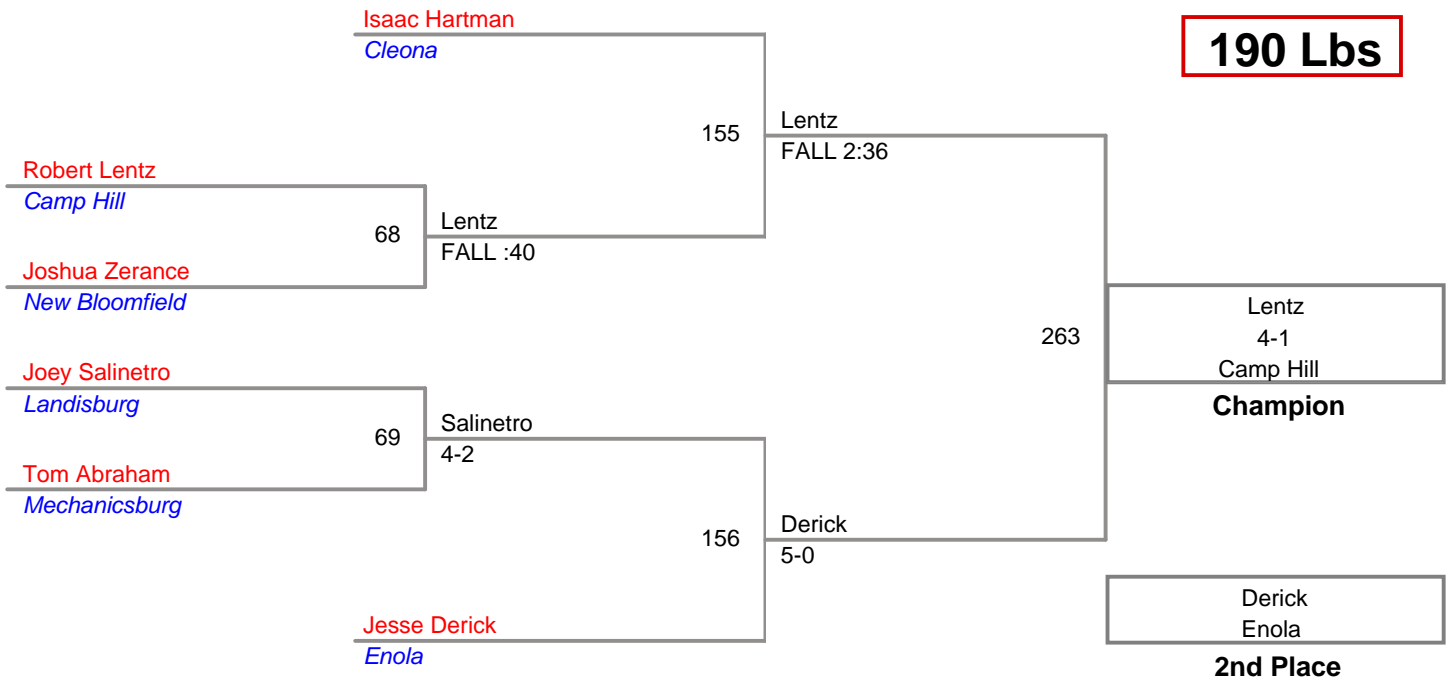 Isaac Hartman
Cleona
190 Lbs
155
Lentz
FALL 2:36
Robert Lentz
Camp Hill
68
Lentz
FALL :40
Joshua Zerance
New Bloomfield
263
Lentz
4-1
Camp Hill
Champion
Joey Salinetro
Landisburg
69
Salinetro
4-2
Tom Abraham
Mechanicsburg
156
Derick
5-0
Jesse Derick
Enola
Derick
Enola
2nd Place